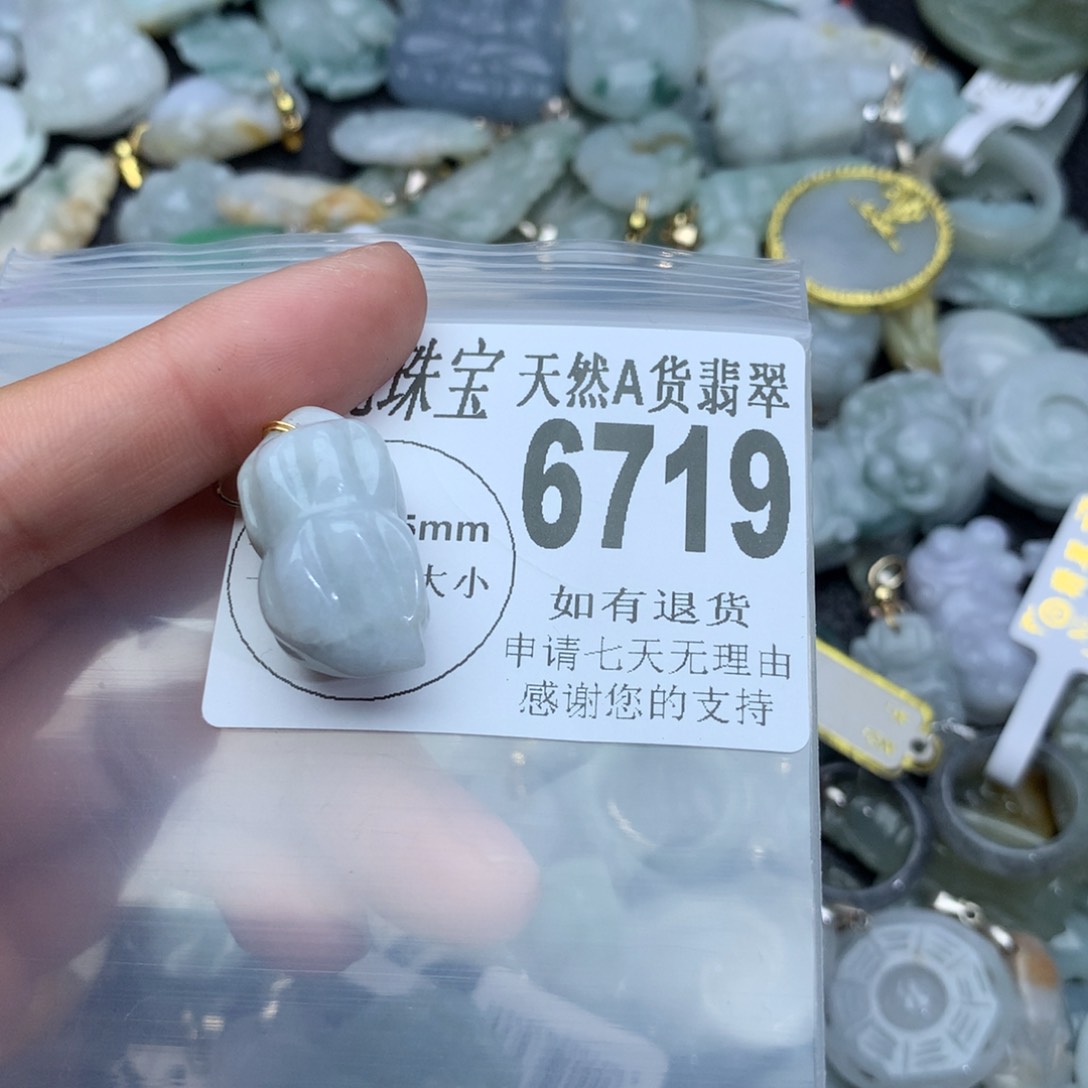 珠宝 天然A货翡翠
6719
5mm
大小
如有退货
申请七天无理由
感谢您的支持